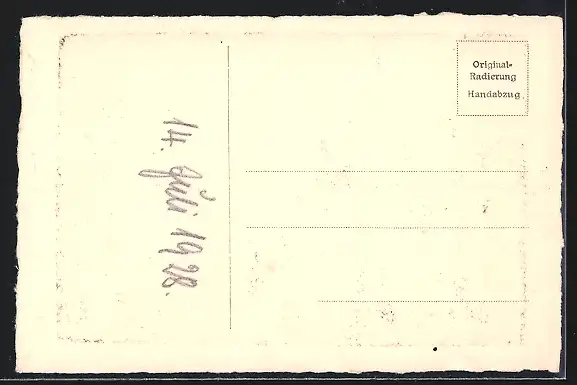 14. Juli 1928.
Original-
Radierung
Handabzug